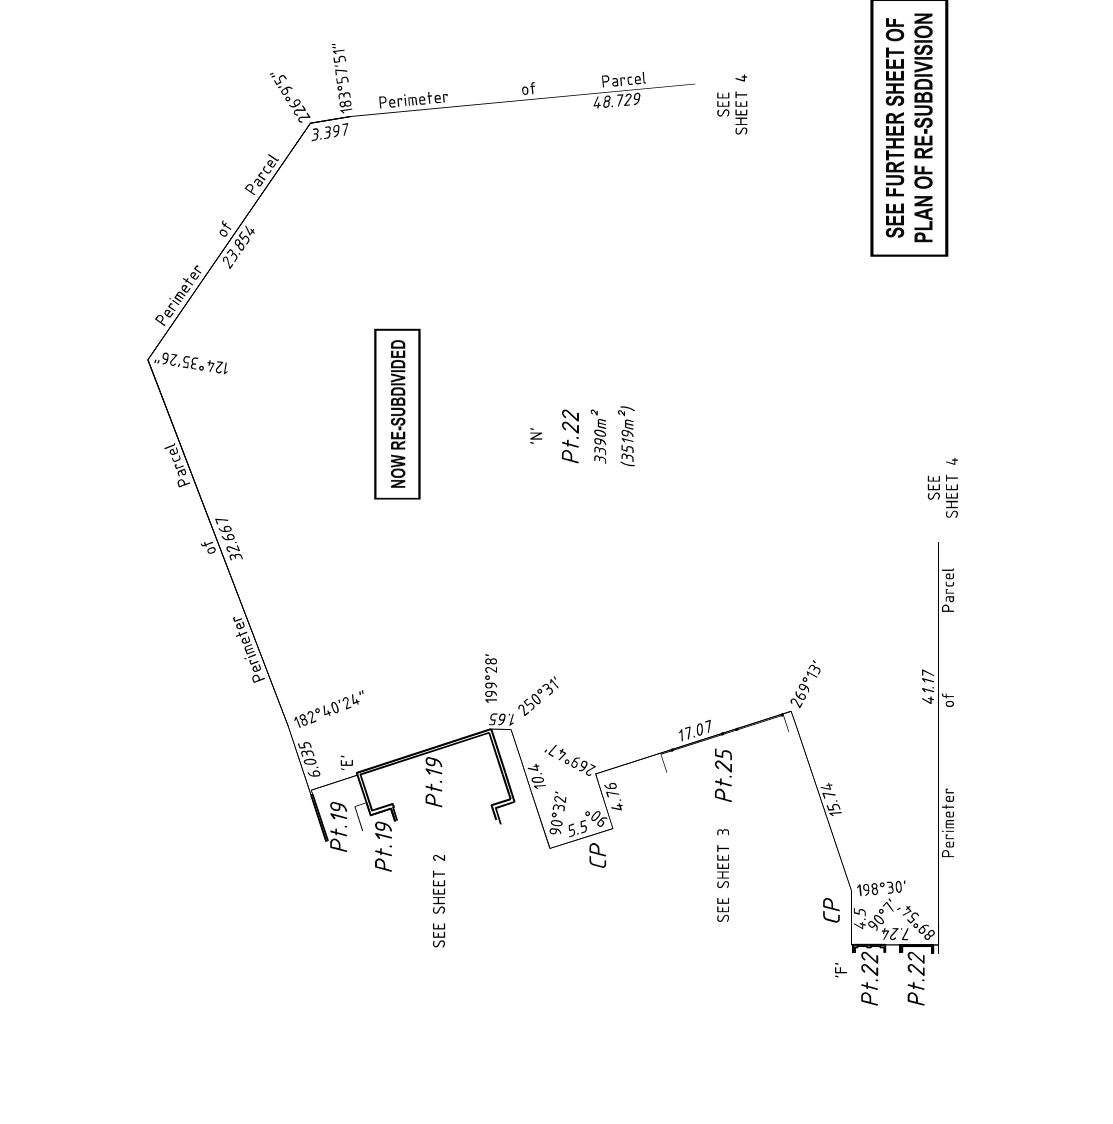 SEE FURTHER SHEET OF
PLAN OF RE-SUBDIVISION
226°9'5"
183°57'51"
3.397
Perimeter of Parcel
48.729
SEE
SHEET 4
Perimeter of Parcel
23.854
124°35'26"
NOW RE-SUBDIVIDED
'N'
Pt.22
3390m²
(3519m²)
Perimeter of Parcel
32.667
182°40'24"
6.035
'E'
Pt.19
Pt.19
Pt.19
SEE SHEET 2
199°28'
1.65
250°31'
10.4
90°32'
5.5
90°
CP
4.76
269°47'
17.07
Pt.25
SEE SHEET 3
269°13'
15.74
198°30'
CP
4.5
90°7'
7.24
89°54'
'F'
Pt.22
Pt.22
Perimeter of Parcel
41.17
SEE
SHEET 4